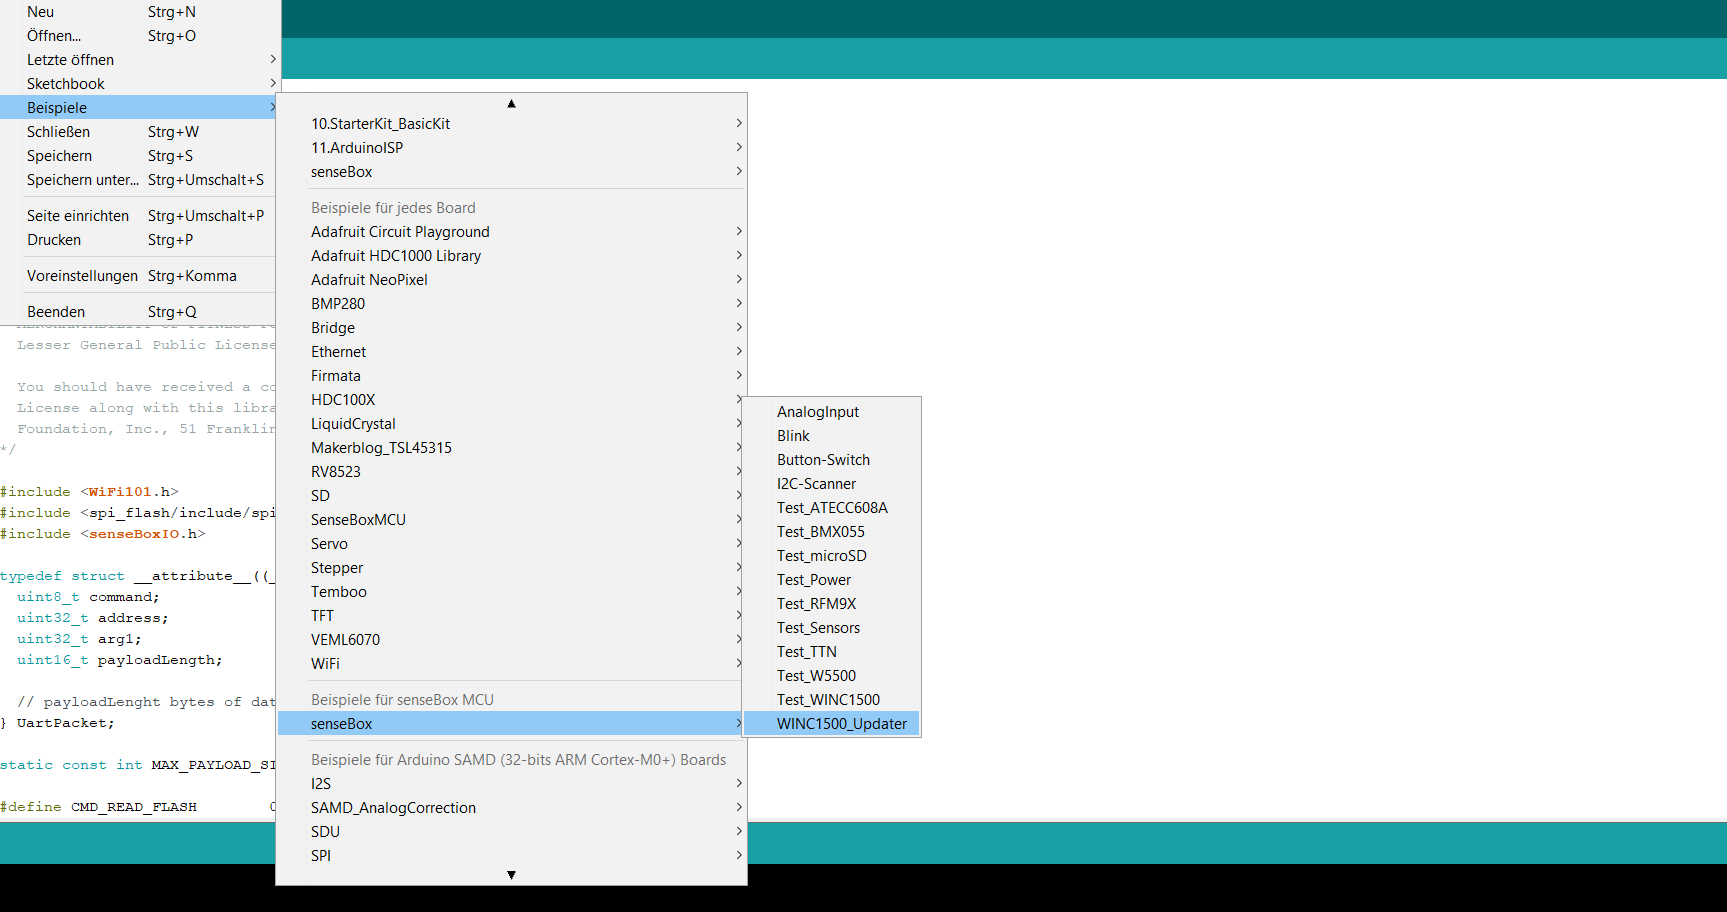 Neu Strg+N
Öffnen... Strg+O
Letzte öffnen
Sketchbook
Beispiele
Schließen Strg+W
Speichern Strg+S
Speichern unter... Strg+Umschalt+S
Seite einrichten Strg+Umschalt+P
Drucken Strg+P
Voreinstellungen Strg+Komma
Beenden Strg+Q
Lesser General Public License
You should have received a co
License along with this libra
Foundation, Inc., 51 Franklin
*/
#include <WiFi101.h>
#include <spi_flash/include/spi
#include <senseBoxIO.h>
typedef struct __attribute__((_
uint8_t command;
uint32_t address;
uint32_t arg1;
uint16_t payloadLength;
// payloadLenght bytes of dat
} UartPacket;
static const int MAX_PAYLOAD_SI
#define CMD_READ_FLASH 0
10.StarterKit_BasicKit
11.ArduinoISP
senseBox
Beispiele für jedes Board
Adafruit Circuit Playground
Adafruit HDC1000 Library
Adafruit NeoPixel
BMP280
Bridge
Ethernet
Firmata
HDC100X
LiquidCrystal
Makerblog_TSL45315
RV8523
SD
SenseBoxMCU
Servo
Stepper
Temboo
TFT
VEML6070
WiFi
Beispiele für senseBox MCU
senseBox
Beispiele für Arduino SAMD (32-bits ARM Cortex-M0+) Boards
I2S
SAMD_AnalogCorrection
SDU
SPI
AnalogInput
Blink
Button-Switch
I2C-Scanner
Test_ATECC608A
Test_BMX055
Test_microSD
Test_Power
Test_RFM9X
Test_Sensors
Test_TTN
Test_W5500
Test_WINC1500
WINC1500_Updater